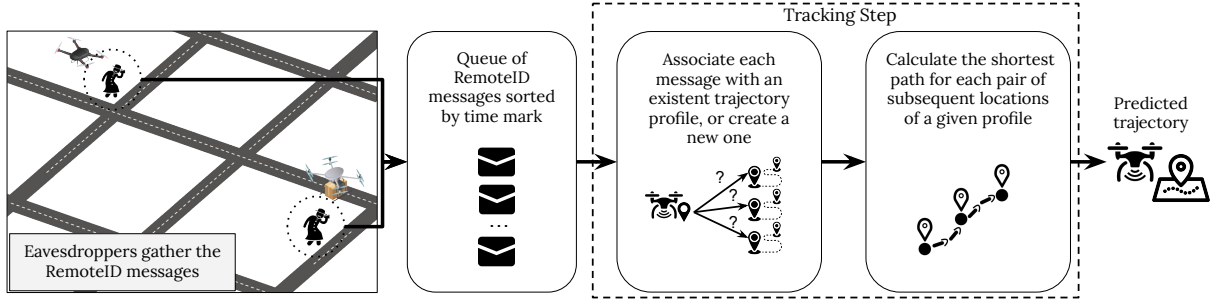 Tracking Step
Eavesdroppers gather the
RemoteID messages
Queue of
RemoteID
messages sorted
by time mark
...
Associate each
message with an
existent trajectory
profile, or create a
new one
?
?
?
Calculate the shortest
path for each pair of
subsequent locations
of a given profile
Predicted
trajectory